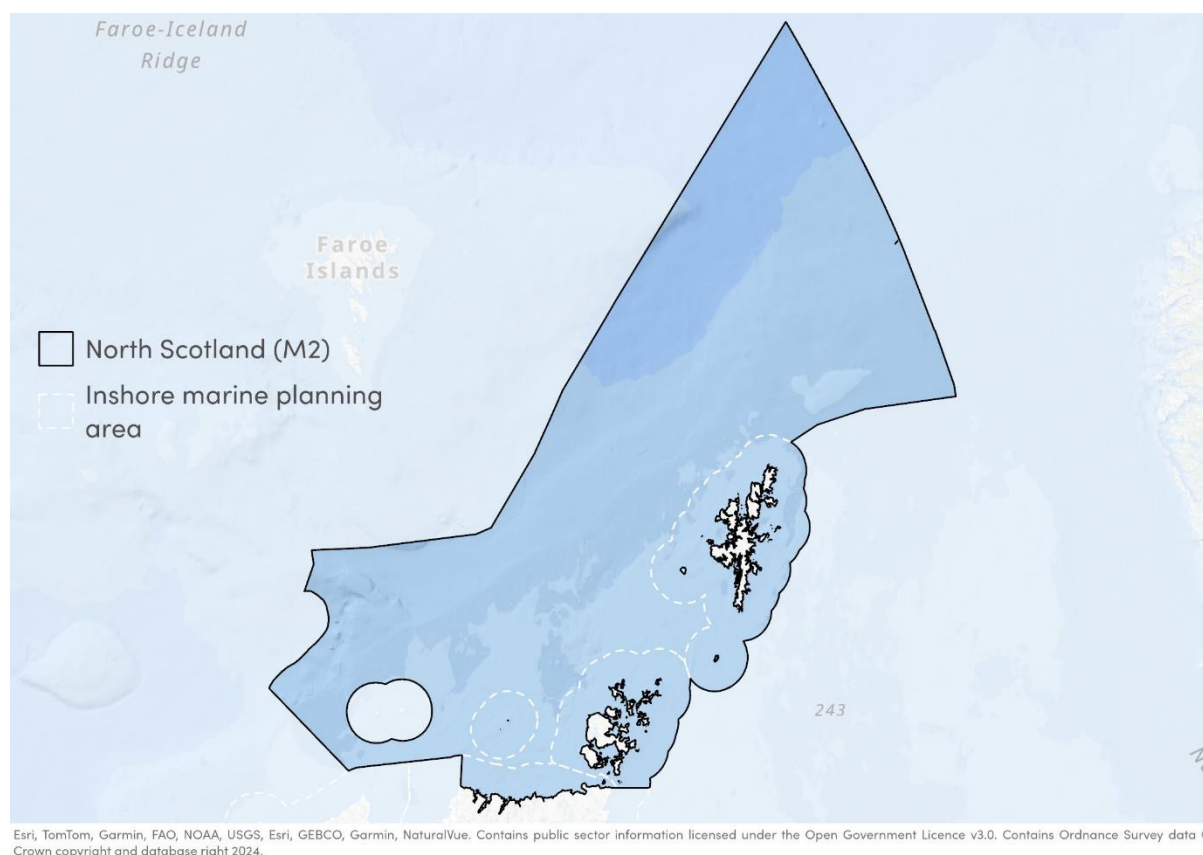 Faroe-Iceland
Ridge
Faroe
Islands
North Scotland (M2)
Inshore marine planning
area
243
Esri, TomTom, Garmin, FAO, NOAA, USGS, Esri, GEBCO, Garmin, NaturalVue. Contains public sector information licensed under the Open Government Licence v3.0. Contains Ordnance Survey data
Crown copyright and database right 2024.